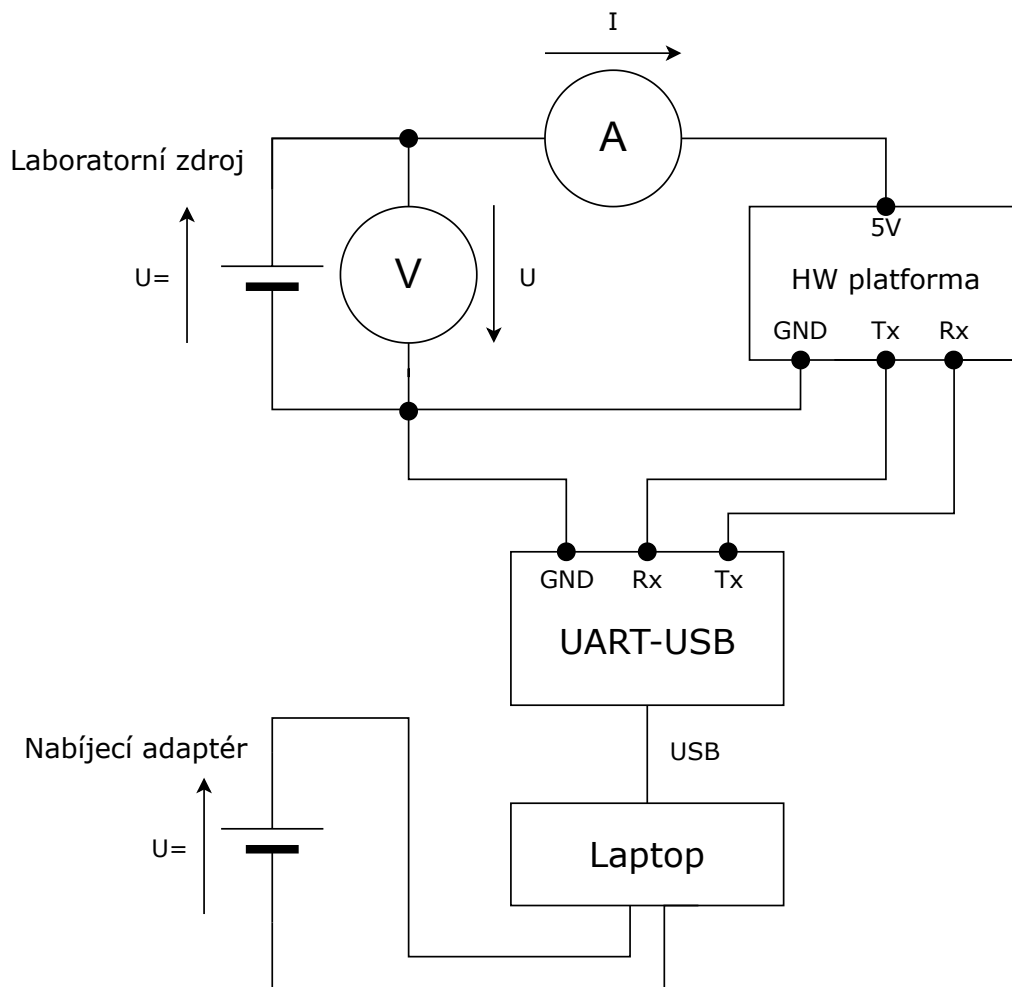 I
A
Laboratorní zdroj
5V
U=
V
U
HW platforma
GND Tx Rx
GND Rx Tx
UART-USB
Nabíjecí adaptér
USB
U=
Laptop